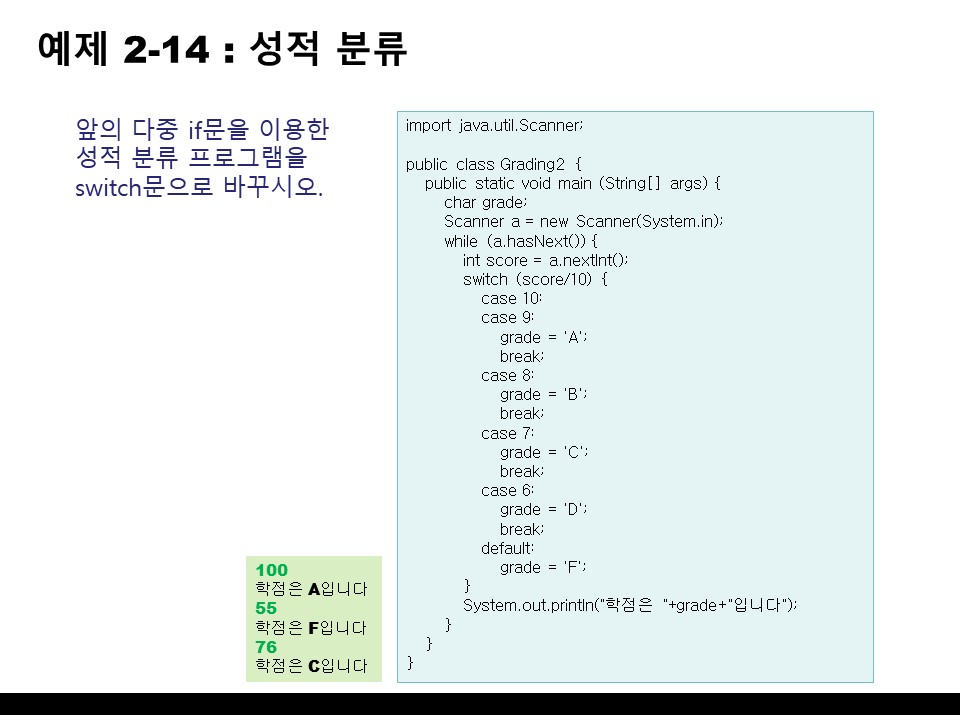 예제 2-14 : 성적 분류
앞의 다중 if문을 이용한
성적 분류 프로그램을
switch문으로 바꾸시오.
import java.util.Scanner;
public class Grading2 {
public static void main (String[] args) {
char grade;
Scanner a = new Scanner(System.in);
while (a.hasNext()) {
int score = a.nextInt();
switch (score/10) {
case 10:
case 9:
grade = 'A';
break;
case 8:
grade = 'B';
break;
case 7:
grade = 'C';
break;
case 6:
grade = 'D';
break;
default:
grade = 'F';
}
System.out.println("학점은 "+grade+"입니다");
}
}
}
100
학점은 A입니다
55
학점은 F입니다
76
학점은 C입니다